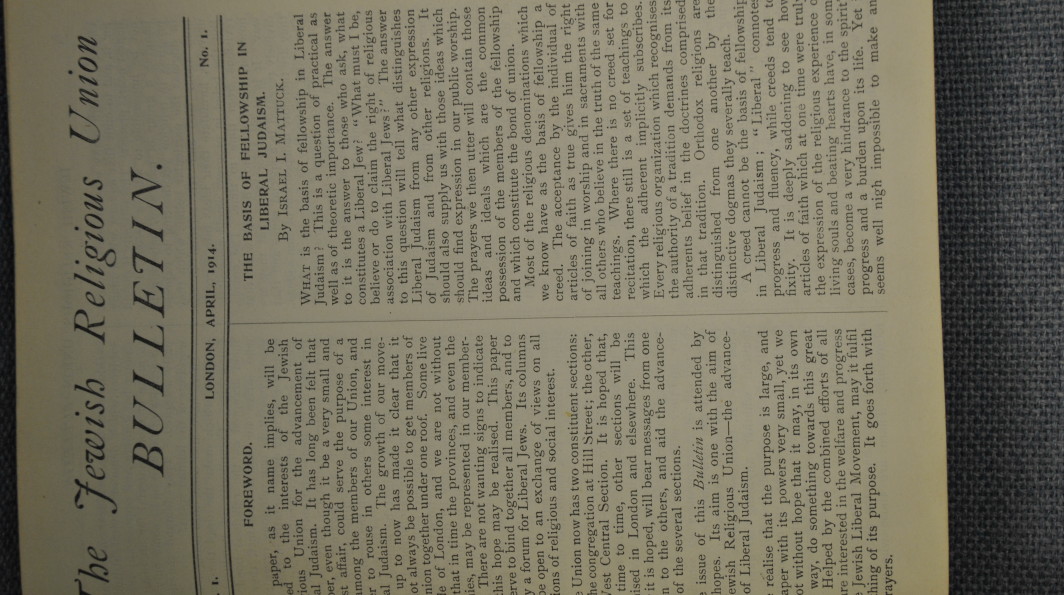 The Jewish Religious Union
BULLETIN.
1.
LONDON, APRIL, 1914.
No. 1.
FOREWORD.
paper, as it name implies, will be
to the interests of the Jewish
Union for the advancement of
Judaism. It has long been felt that
even though it be a very small and
affair, could serve the purpose of a
among the members of our Union, and
to rouse in others some interest in
Judaism. The growth of our move-
up to now has made it clear that it
always be possible to get members of
together under one roof. Some live
of London, and we are not without
that in time the provinces, and even the
may be represented in our member-
There are not wanting signs to indicate
this hope may be realised. This paper
to bind together all members, and to
a forum for Liberal Jews. Its columns
be open to an exchange of views on all
of religious and social interest.
Union now has two constituent sections:
the congregation at Hill Street; the other,
West Central Section. It is hoped that,
time to time, other sections will be
in London and elsewhere. This
it is hoped, will bear messages from one
to the others, and aid the advance-
of the several sections.
issue of this Bulletin is attended by
hopes. Its aim is one with the aim of
Jewish Religious Union—the advance-
of Liberal Judaism.
realise that the purpose is large, and
paper with its powers very small, yet we
not without hope that it may, in its own
way, do something towards this great
Helped by the combined efforts of all
are interested in the welfare and progress
Jewish Liberal Movement, may it fulfil
of its purpose. It goes forth with
prayers.
THE BASIS OF FELLOWSHIP IN
LIBERAL JUDAISM.
By ISRAEL I. MATTUCK.
WHAT is the basis of fellowship in Liberal
Judaism? This is a question of practical as
well as of theoretic importance. The answer
to it is the answer to those who ask, what
constitutes a Liberal Jew? "What must I be,
believe or do to claim the right of religious
association with Liberal Jews?" The answer
to this question will tell what distinguishes
Liberal Judaism from any other expression
of Judaism and from other religions. It
should also supply us with those ideas which
should find expression in our public worship.
The prayers we then utter will contain those
ideas and ideals which are the common
possession of the members of the fellowship
and which constitute the bond of union.
Most of the religious denominations which
we know have as the basis of fellowship a
creed. The acceptance by the individual of
articles of faith as true gives him the right
of joining in worship and in sacraments with
all others who believe in the truth of the same
teachings. Where there is no creed set for
recitation, there still is a set of teachings to
which the adherent implicitly subscribes.
Every religious organization which recognises
the authority of a tradition demands from its
adherents belief in the doctrines comprised
in that tradition. Orthodox religions are
distinguished from one another by the
distinctive dogmas they severally teach.
A creed cannot be the basis of fellowship
in Liberal Judaism; "Liberal" connotes
progress and fluency, while creeds tend to
fixity. It is deeply saddening to see how
articles of faith which at one time were truly
the expression of the religious experience of
living souls and beating hearts have, in some
cases, become a very hindrance to the spirit's
progress and a burden upon its life. Yet
seems well nigh impossible to make an